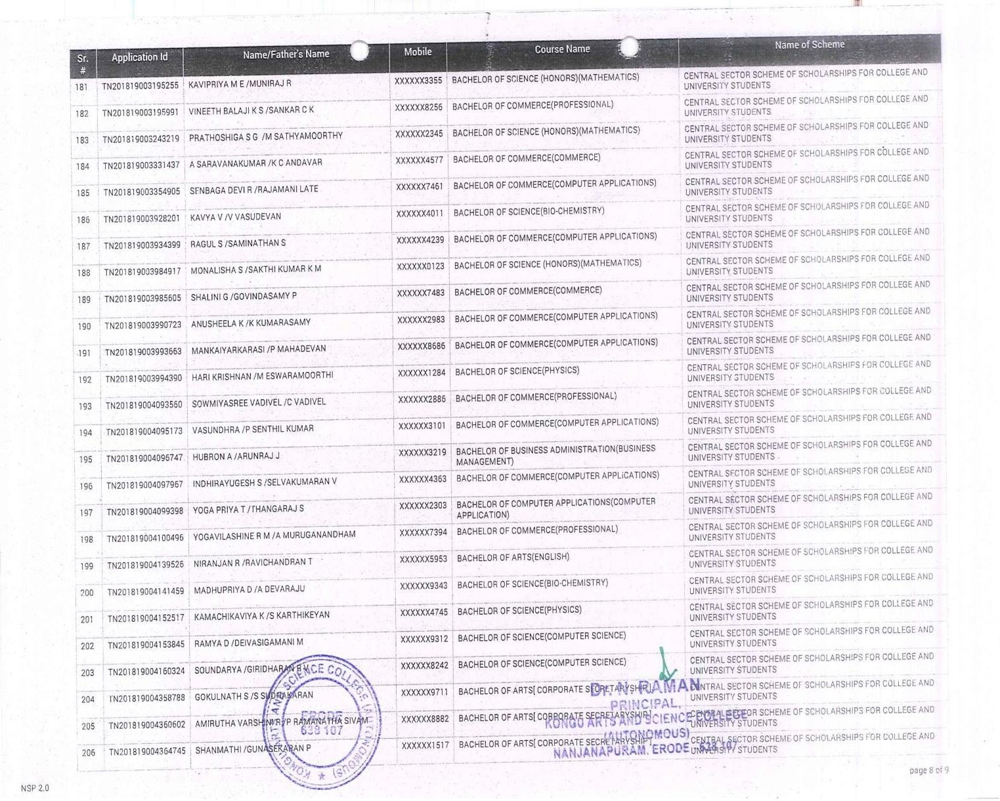 Sr. # Application Id Name/Father's Name Mobile Course Name Name of Scheme
181 TN201819003195255 KAVIPRIYA M E /MUNIRAJ R XXXXXX3355 BACHELOR OF SCIENCE (HONORS)(MATHEMATICS) CENTRAL SECTOR SCHEME OF SCHOLARSHIPS FOR COLLEGE AND
UNIVERSITY STUDENTS
182 TN201819003195991 VINEETH BALAJI K S /SANKAR C K XXXXXX8256 BACHELOR OF COMMERCE(PROFESSIONAL) CENTRAL SECTOR SCHEME OF SCHOLARSHIPS FOR COLLEGE AND
UNIVERSITY STUDENTS
183 TN201819003243219 PRATHOSHIGA S G /M SATHYAMOORTHY XXXXXX2345 BACHELOR OF SCIENCE (HONORS)(MATHEMATICS) CENTRAL SECTOR SCHEME OF SCHOLARSHIPS FOR COLLEGE AND
UNIVERSITY STUDENTS
184 TN201819003331437 A SARAVANAKUMAR /K C ANDAVAR XXXXXX4577 BACHELOR OF COMMERCE(COMMERCE) CENTRAL SECTOR SCHEME OF SCHOLARSHIPS FOR COLLEGE AND
UNIVERSITY STUDENTS
185 TN201819003354905 SENBAGA DEVI R /RAJAMANI LATE XXXXXX7461 BACHELOR OF COMMERCE(COMPUTER APPLICATIONS) CENTRAL SECTOR SCHEME OF SCHOLARSHIPS FOR COLLEGE AND
UNIVERSITY STUDENTS
186 TN201819003928201 KAVYA V /V VASUDEVAN XXXXXX4011 BACHELOR OF SCIENCE(BIO-CHEMISTRY) CENTRAL SECTOR SCHEME OF SCHOLARSHIPS FOR COLLEGE AND
UNIVERSITY STUDENTS
187 TN201819003934399 RAGUL S /SAMINATHAN S XXXXXX4239 BACHELOR OF COMMERCE(COMPUTER APPLICATIONS) CENTRAL SECTOR SCHEME OF SCHOLARSHIPS FOR COLLEGE AND
UNIVERSITY STUDENTS
188 TN201819003984917 MONALISHA S /SAKTHI KUMAR K M XXXXXX0123 BACHELOR OF SCIENCE (HONORS)(MATHEMATICS) CENTRAL SECTOR SCHEME OF SCHOLARSHIPS FOR COLLEGE AND
UNIVERSITY STUDENTS
189 TN201819003985605 SHALINI G /GOVINDASAMY P XXXXXX7483 BACHELOR OF COMMERCE(COMMERCE) CENTRAL SECTOR SCHEME OF SCHOLARSHIPS FOR COLLEGE AND
UNIVERSITY STUDENTS
190 TN201819003990723 ANUSHEELA K /K KUMARASAMY XXXXXX2983 BACHELOR OF COMMERCE(COMPUTER APPLICATIONS) CENTRAL SECTOR SCHEME OF SCHOLARSHIPS FOR COLLEGE AND
UNIVERSITY STUDENTS
191 TN201819003993663 MANKAIYARKARASI /P MAHADEVAN XXXXXX8686 BACHELOR OF COMMERCE(COMPUTER APPLICATIONS) CENTRAL SECTOR SCHEME OF SCHOLARSHIPS FOR COLLEGE AND
UNIVERSITY STUDENTS
192 TN201819003994390 HARI KRISHNAN /M ESWARAMOORTHI XXXXXX1284 BACHELOR OF SCIENCE(PHYSICS) CENTRAL SECTOR SCHEME OF SCHOLARSHIPS FOR COLLEGE AND
UNIVERSITY STUDENTS
193 TN201819004093560 SOWMIYASREE VADIVEL /C VADIVEL XXXXXX2886 BACHELOR OF COMMERCE(PROFESSIONAL) CENTRAL SECTOR SCHEME OF SCHOLARSHIPS FOR COLLEGE AND
UNIVERSITY STUDENTS
194 TN201819004095173 VASUNDHRA /P SENTHIL KUMAR XXXXXX3101 BACHELOR OF COMMERCE(COMPUTER APPLICATIONS) CENTRAL SECTOR SCHEME OF SCHOLARSHIPS FOR COLLEGE AND
UNIVERSITY STUDENTS
195 TN201819004096747 HUBRON A /ARUNRAJ J XXXXXX3219 BACHELOR OF BUSINESS ADMINISTRATION(BUSINESS CENTRAL SECTOR SCHEME OF SCHOLARSHIPS FOR COLLEGE AND
MANAGEMENT) UNIVERSITY STUDENTS
196 TN201819004097967 INDHIRAYUGESH S /SELVAKUMARAN V XXXXXX4363 BACHELOR OF COMMERCE(COMPUTER APPLICATIONS) CENTRAL SECTOR SCHEME OF SCHOLARSHIPS FOR COLLEGE AND
UNIVERSITY STUDENTS
197 TN201819004099398 YOGA PRIYA T /THANGARAJ S XXXXXX2303 BACHELOR OF COMPUTER APPLICATIONS(COMPUTER CENTRAL SECTOR SCHEME OF SCHOLARSHIPS FOR COLLEGE AND
APPLICATION) UNIVERSITY STUDENTS
198 TN201819004100496 YOGAVILASHINE R M /A MURUGANANDHAM XXXXXX7394 BACHELOR OF COMMERCE(PROFESSIONAL) CENTRAL SECTOR SCHEME OF SCHOLARSHIPS FOR COLLEGE AND
UNIVERSITY STUDENTS
199 TN201819004139526 NIRANJAN R /RAVICHANDRAN T XXXXXX5953 BACHELOR OF ARTS(ENGLISH) CENTRAL SECTOR SCHEME OF SCHOLARSHIPS FOR COLLEGE AND
UNIVERSITY STUDENTS
200 TN201819004141459 MADHUPRIYA D /A DEVARAJU XXXXXX9343 BACHELOR OF SCIENCE(BIO-CHEMISTRY) CENTRAL SECTOR SCHEME OF SCHOLARSHIPS FOR COLLEGE AND
UNIVERSITY STUDENTS
201 TN201819004152517 KAMACHIKAVIYA K /S KARTHIKEYAN XXXXXX4745 BACHELOR OF SCIENCE(PHYSICS) CENTRAL SECTOR SCHEME OF SCHOLARSHIPS FOR COLLEGE AND
UNIVERSITY STUDENTS
202 TN201819004153845 RAMYA D /DEIVASIGAMANI M XXXXXX9312 BACHELOR OF SCIENCE(COMPUTER SCIENCE) CENTRAL SECTOR SCHEME OF SCHOLARSHIPS FOR COLLEGE AND
UNIVERSITY STUDENTS
203 TN201819004160324 SOUNDARYA /GIRIDHARAN R V XXXXXX8242 BACHELOR OF SCIENCE(COMPUTER SCIENCE) CENTRAL SECTOR SCHEME OF SCHOLARSHIPS FOR COLLEGE AND
UNIVERSITY STUDENTS
204 TN201819004358788 GOKULNATH S /S SUDHAKARAN XXXXXX9711 BACHELOR OF ARTS[ CORPORATE SECRETARYSHIP] CENTRAL SECTOR SCHEME OF SCHOLARSHIPS FOR COLLEGE AND
UNIVERSITY STUDENTS
205 TN201819004360602 AMIRUTHA VARSHINI R /P RAMANATHA SIVAM XXXXXX8882 BACHELOR OF ARTS[ CORPORATE SECRETARYSHIP] CENTRAL SECTOR SCHEME OF SCHOLARSHIPS FOR COLLEGE AND
UNIVERSITY STUDENTS
206 TN201819004364745 SHANMATHI /GUNASEKARAN P XXXXXX1517 BACHELOR OF ARTS[ CORPORATE SECRETARYSHIP] CENTRAL SECTOR SCHEME OF SCHOLARSHIPS FOR COLLEGE AND
UNIVERSITY STUDENTS
KONGU ARTS AND SCIENCE COLLEGE (AUTONOMOUS) ★
ERODE
638 107
Dr. N. RAMAN
PRINCIPAL,
KONGU ARTS AND SCIENCE COLLEGE
(AUTONOMOUS)
NANJANAPURAM, ERODE - 638 107
page 8 of 9
NSP 2.0